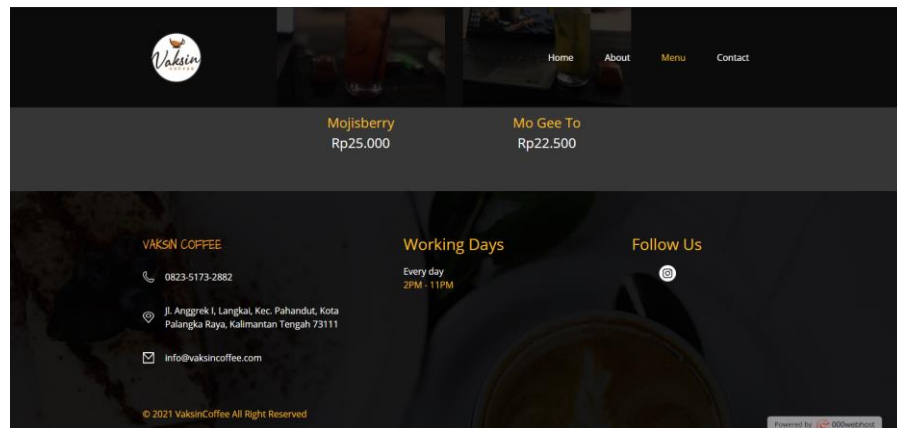 Vaksin
COFFEE
Home About Menu Contact
Mojisberry
Rp25.000
Mo Gee To
Rp22.500
VAKSIN COFFEE
0823-5173-2882
Jl. Anggrek I, Langkai, Kec. Pahandut, Kota
Palangka Raya, Kalimantan Tengah 73111
info@vaksincoffee.com
Working Days
Every day
2PM - 11PM
Follow Us
© 2021 VaksinCoffee All Right Reserved
Powered by 000webhost